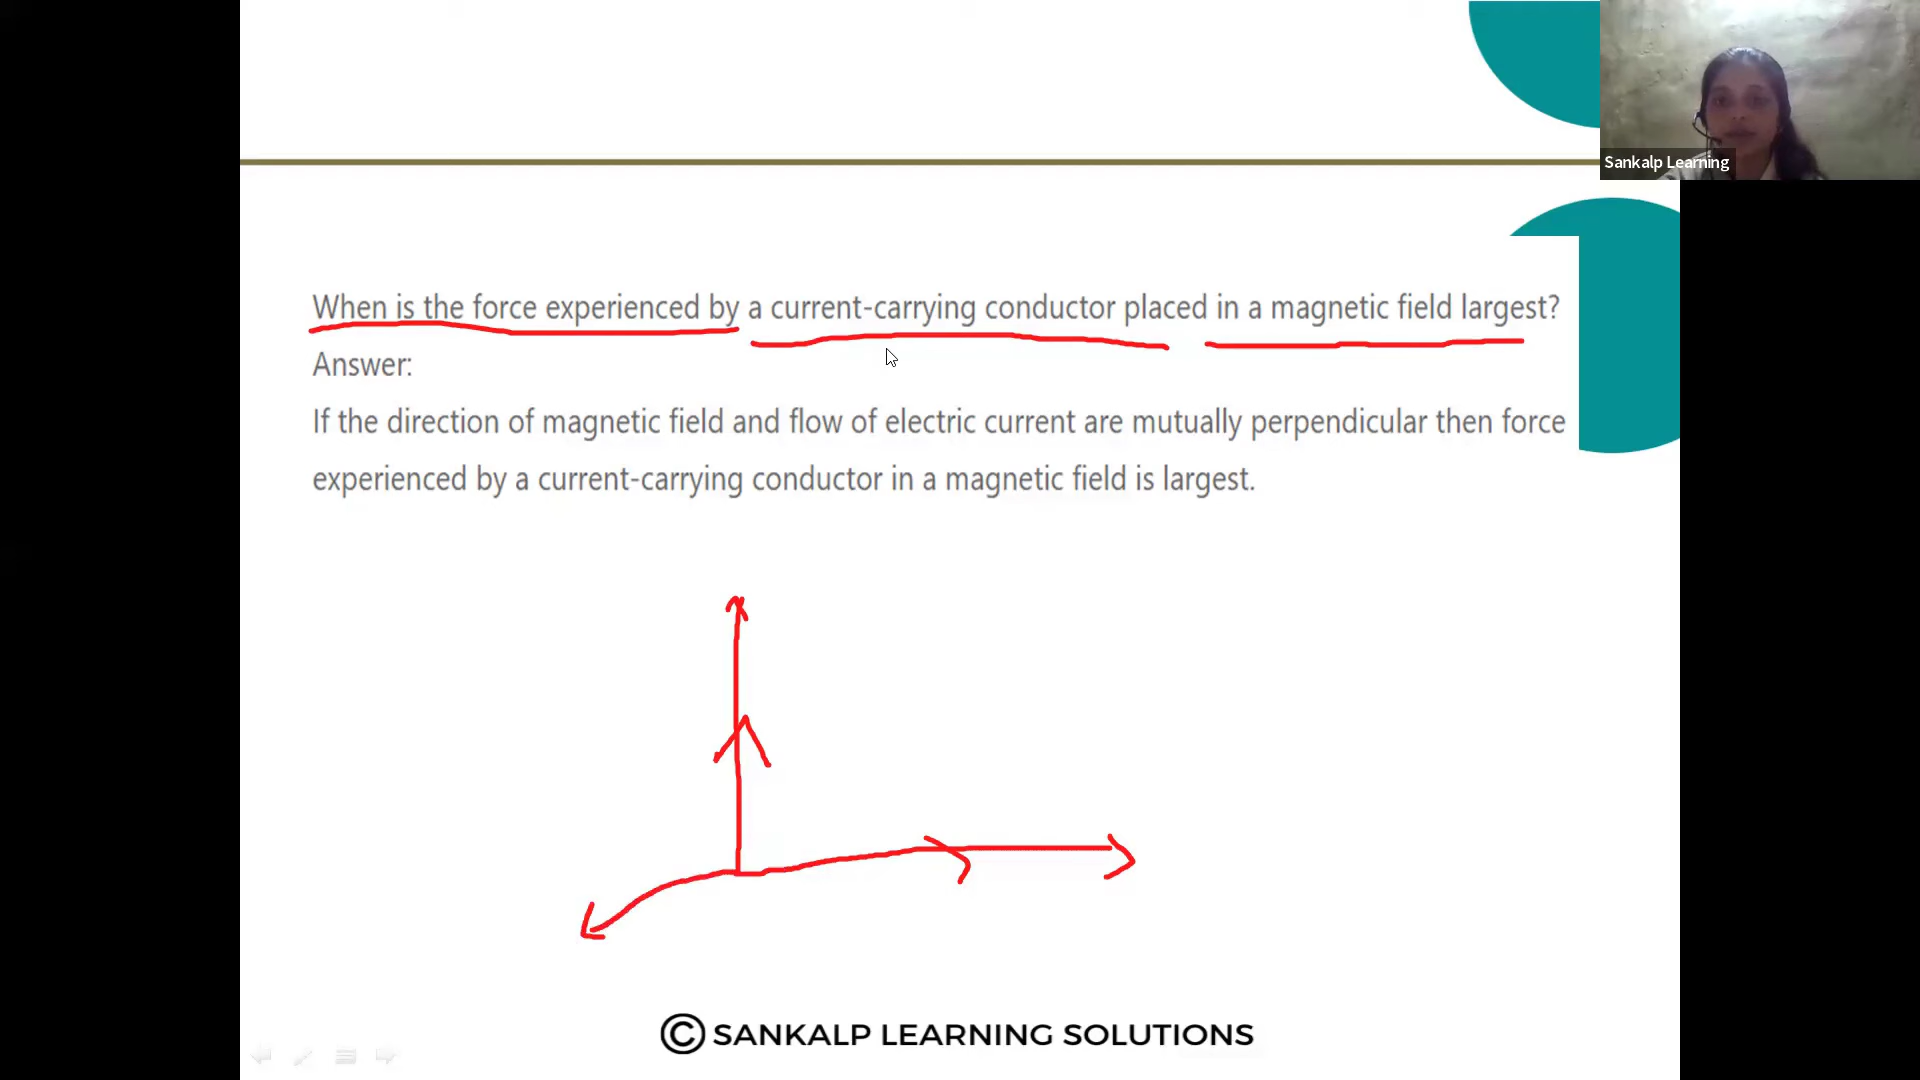 Sankalp Learning
When is the force experienced by a current-carrying conductor placed in a magnetic field largest?
Answer:
If the direction of magnetic field and flow of electric current are mutually perpendicular then force
experienced by a current-carrying conductor in a magnetic field is largest.
© SANKALP LEARNING SOLUTIONS